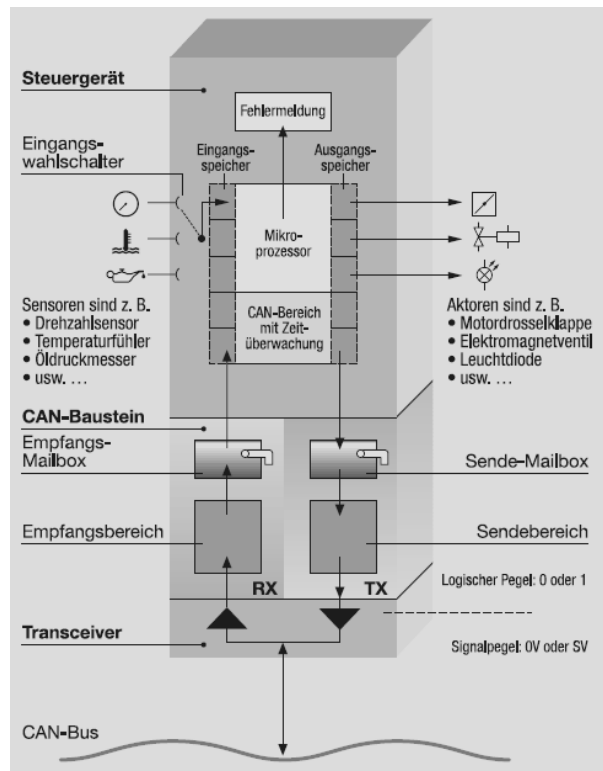 Steuergerät
Fehlermeldung
Eingangs-
wahlschalter
Eingangs-
speicher
Ausgangs-
speicher
Mikro-
prozessor
CAN-Bereich
mit Zeit-
überwachung
Sensoren sind z. B.
• Drehzahlsensor
• Temperaturfühler
• Öldruckmesser
• usw. ...
Aktoren sind z. B.
• Motordrosselklappe
• Elektromagnetventil
• Leuchtdiode
• usw. ...
CAN-Baustein
Empfangs-
Mailbox
Sende-Mailbox
Empfangsbereich
Sendebereich
RX
TX
Logischer Pegel: 0 oder 1
Transceiver
Signalpegel: 0V oder SV
CAN-Bus